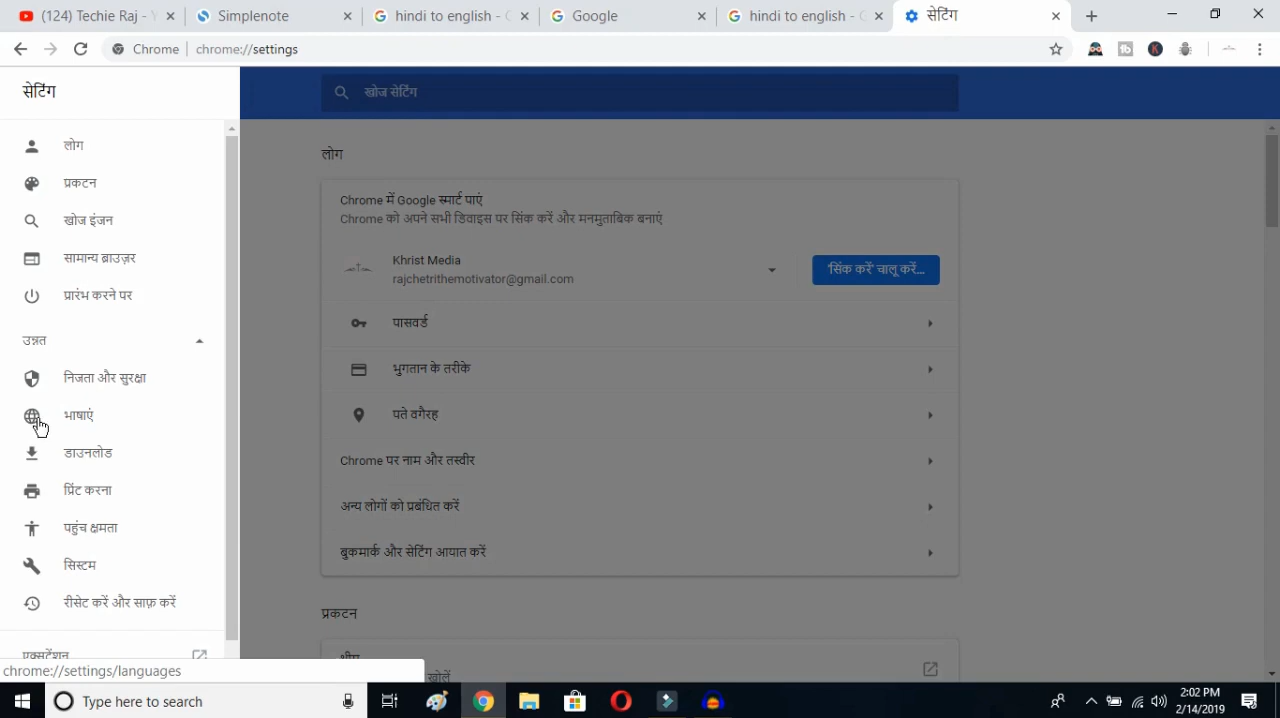 (124) Techie Raj - Y
Simplenote
hindi to english - G
Google
hindi to english - G
सेटिंग
Chrome
chrome://settings
सेटिंग
खोज सेटिंग
लोग
प्रकटन
खोज इंजन
सामान्य ब्राउज़र
प्रारंभ करने पर
उन्नत
निजता और सुरक्षा
भाषाएं
डाउनलोड
प्रिंट करना
पहुंच क्षमता
सिस्टम
रीसेट करें और साफ़ करें
एक्सटेंशन
chrome://settings/languages
लोग
Chrome में Google स्मार्ट पाएं
Chrome को अपने सभी डिवाइस पर सिंक करें और मनमुताबिक बनाएं
Khrist Media
rajchetrithemotivator@gmail.com
'सिंक करें' चालू करें...
पासवर्ड
भुगतान के तरीके
पते वगैरह
Chrome पर नाम और तस्वीर
अन्य लोगों को प्रबंधित करें
बुकमार्क और सेटिंग आयात करें
प्रकटन
थीम
खोलें
Type here to search
2:02 PM
2/14/2019